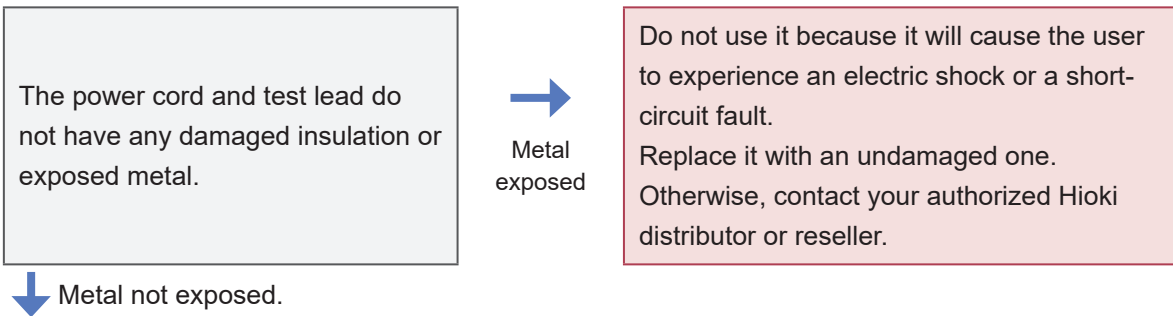 The power cord and test lead do
not have any damaged insulation or
exposed metal.
Metal
exposed
Do not use it because it will cause the user
to experience an electric shock or a short-
circuit fault.
Replace it with an undamaged one.
Otherwise, contact your authorized Hioki
distributor or reseller.
Metal not exposed.